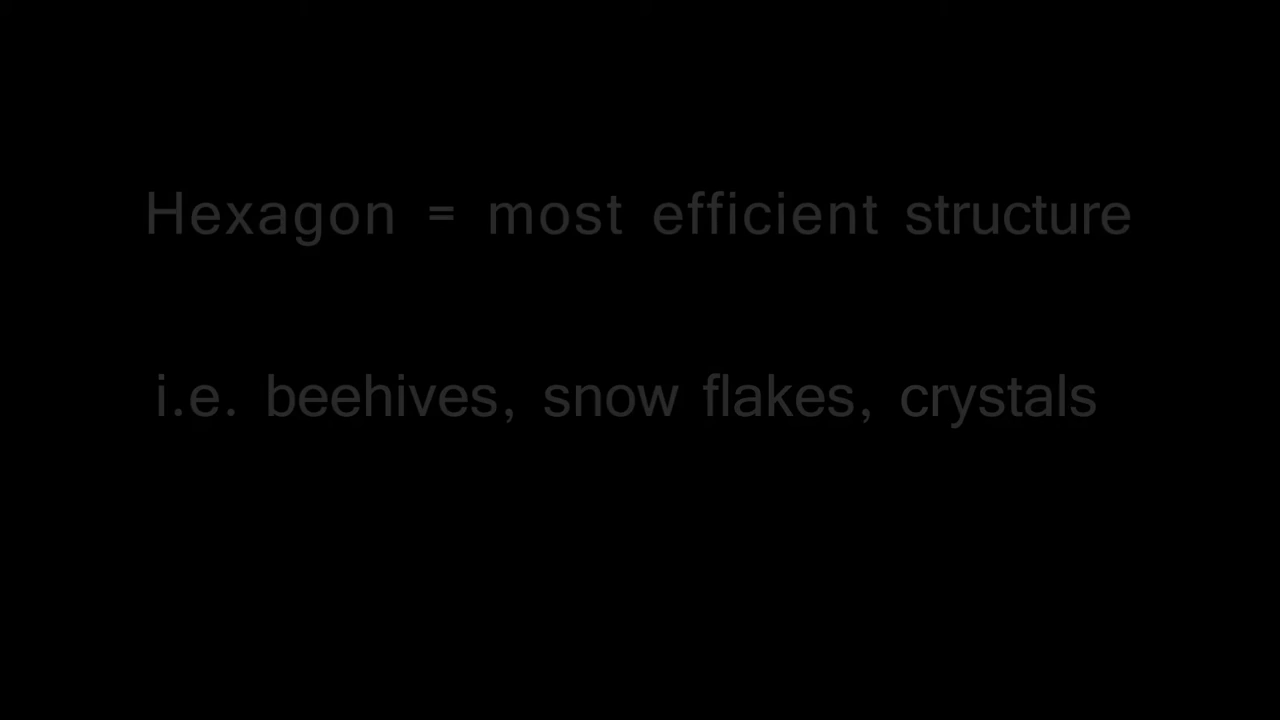 Hexagon = most efficient structure
i.e. beehives, snow flakes, crystals